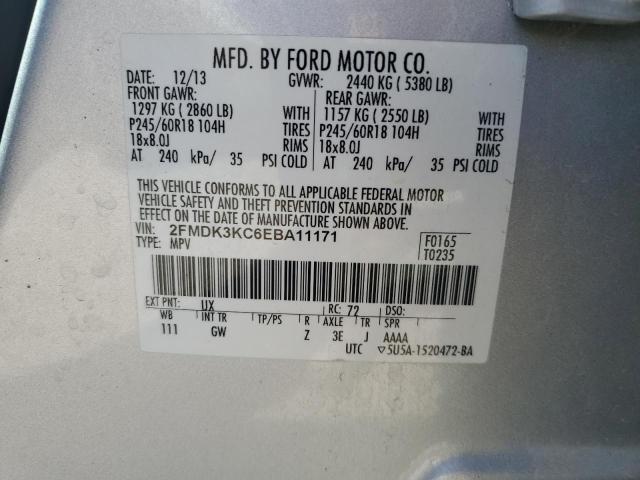 MFD. BY FORD MOTOR CO.
DATE: 12/13 GVWR: 2440 KG ( 5380 LB)
FRONT GAWR: REAR GAWR:
1297 KG ( 2860 LB) WITH 1157 KG ( 2550 LB) WITH
P245/60R18 104H TIRES P245/60R18 104H TIRES
18x8.0J RIMS 18x8.0J RIMS
AT 240 kPa/ 35 PSI COLD AT 240 kPa/ 35 PSI COLD
THIS VEHICLE CONFORMS TO ALL APPLICABLE FEDERAL MOTOR
VEHICLE SAFETY AND THEFT PREVENTION STANDARDS IN
EFFECT ON THE DATE OF MANUFACTURE SHOWN ABOVE.
VIN: 2FMDK3KC6EBA11171 F0165
TYPE: MPV T0235
EXT PNT: UX RC: 72 DSO:
WB INT TR TP/PS R AXLE TR SPR
111 GW Z 3E J AAAA
UTC 5U5A-1520472-BA